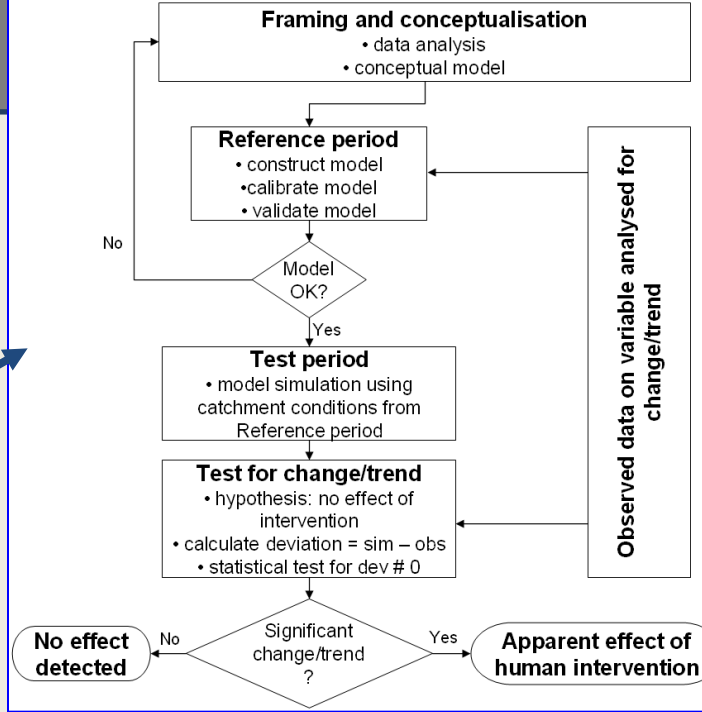 Framing and conceptualisation
• data analysis
• conceptual model
Reference period
• construct model
•calibrate model
• validate model
No
Model
OK?
Yes
Test period
• model simulation using
catchment conditions from
Reference period
Test for change/trend
• hypothesis: no effect of
intervention
• calculate deviation = sim – obs
• statistical test for dev # 0
Observed data on variable analysed for
change/trend
Significant
change/trend
?
No
Yes
No effect
detected
Apparent effect of
human intervention